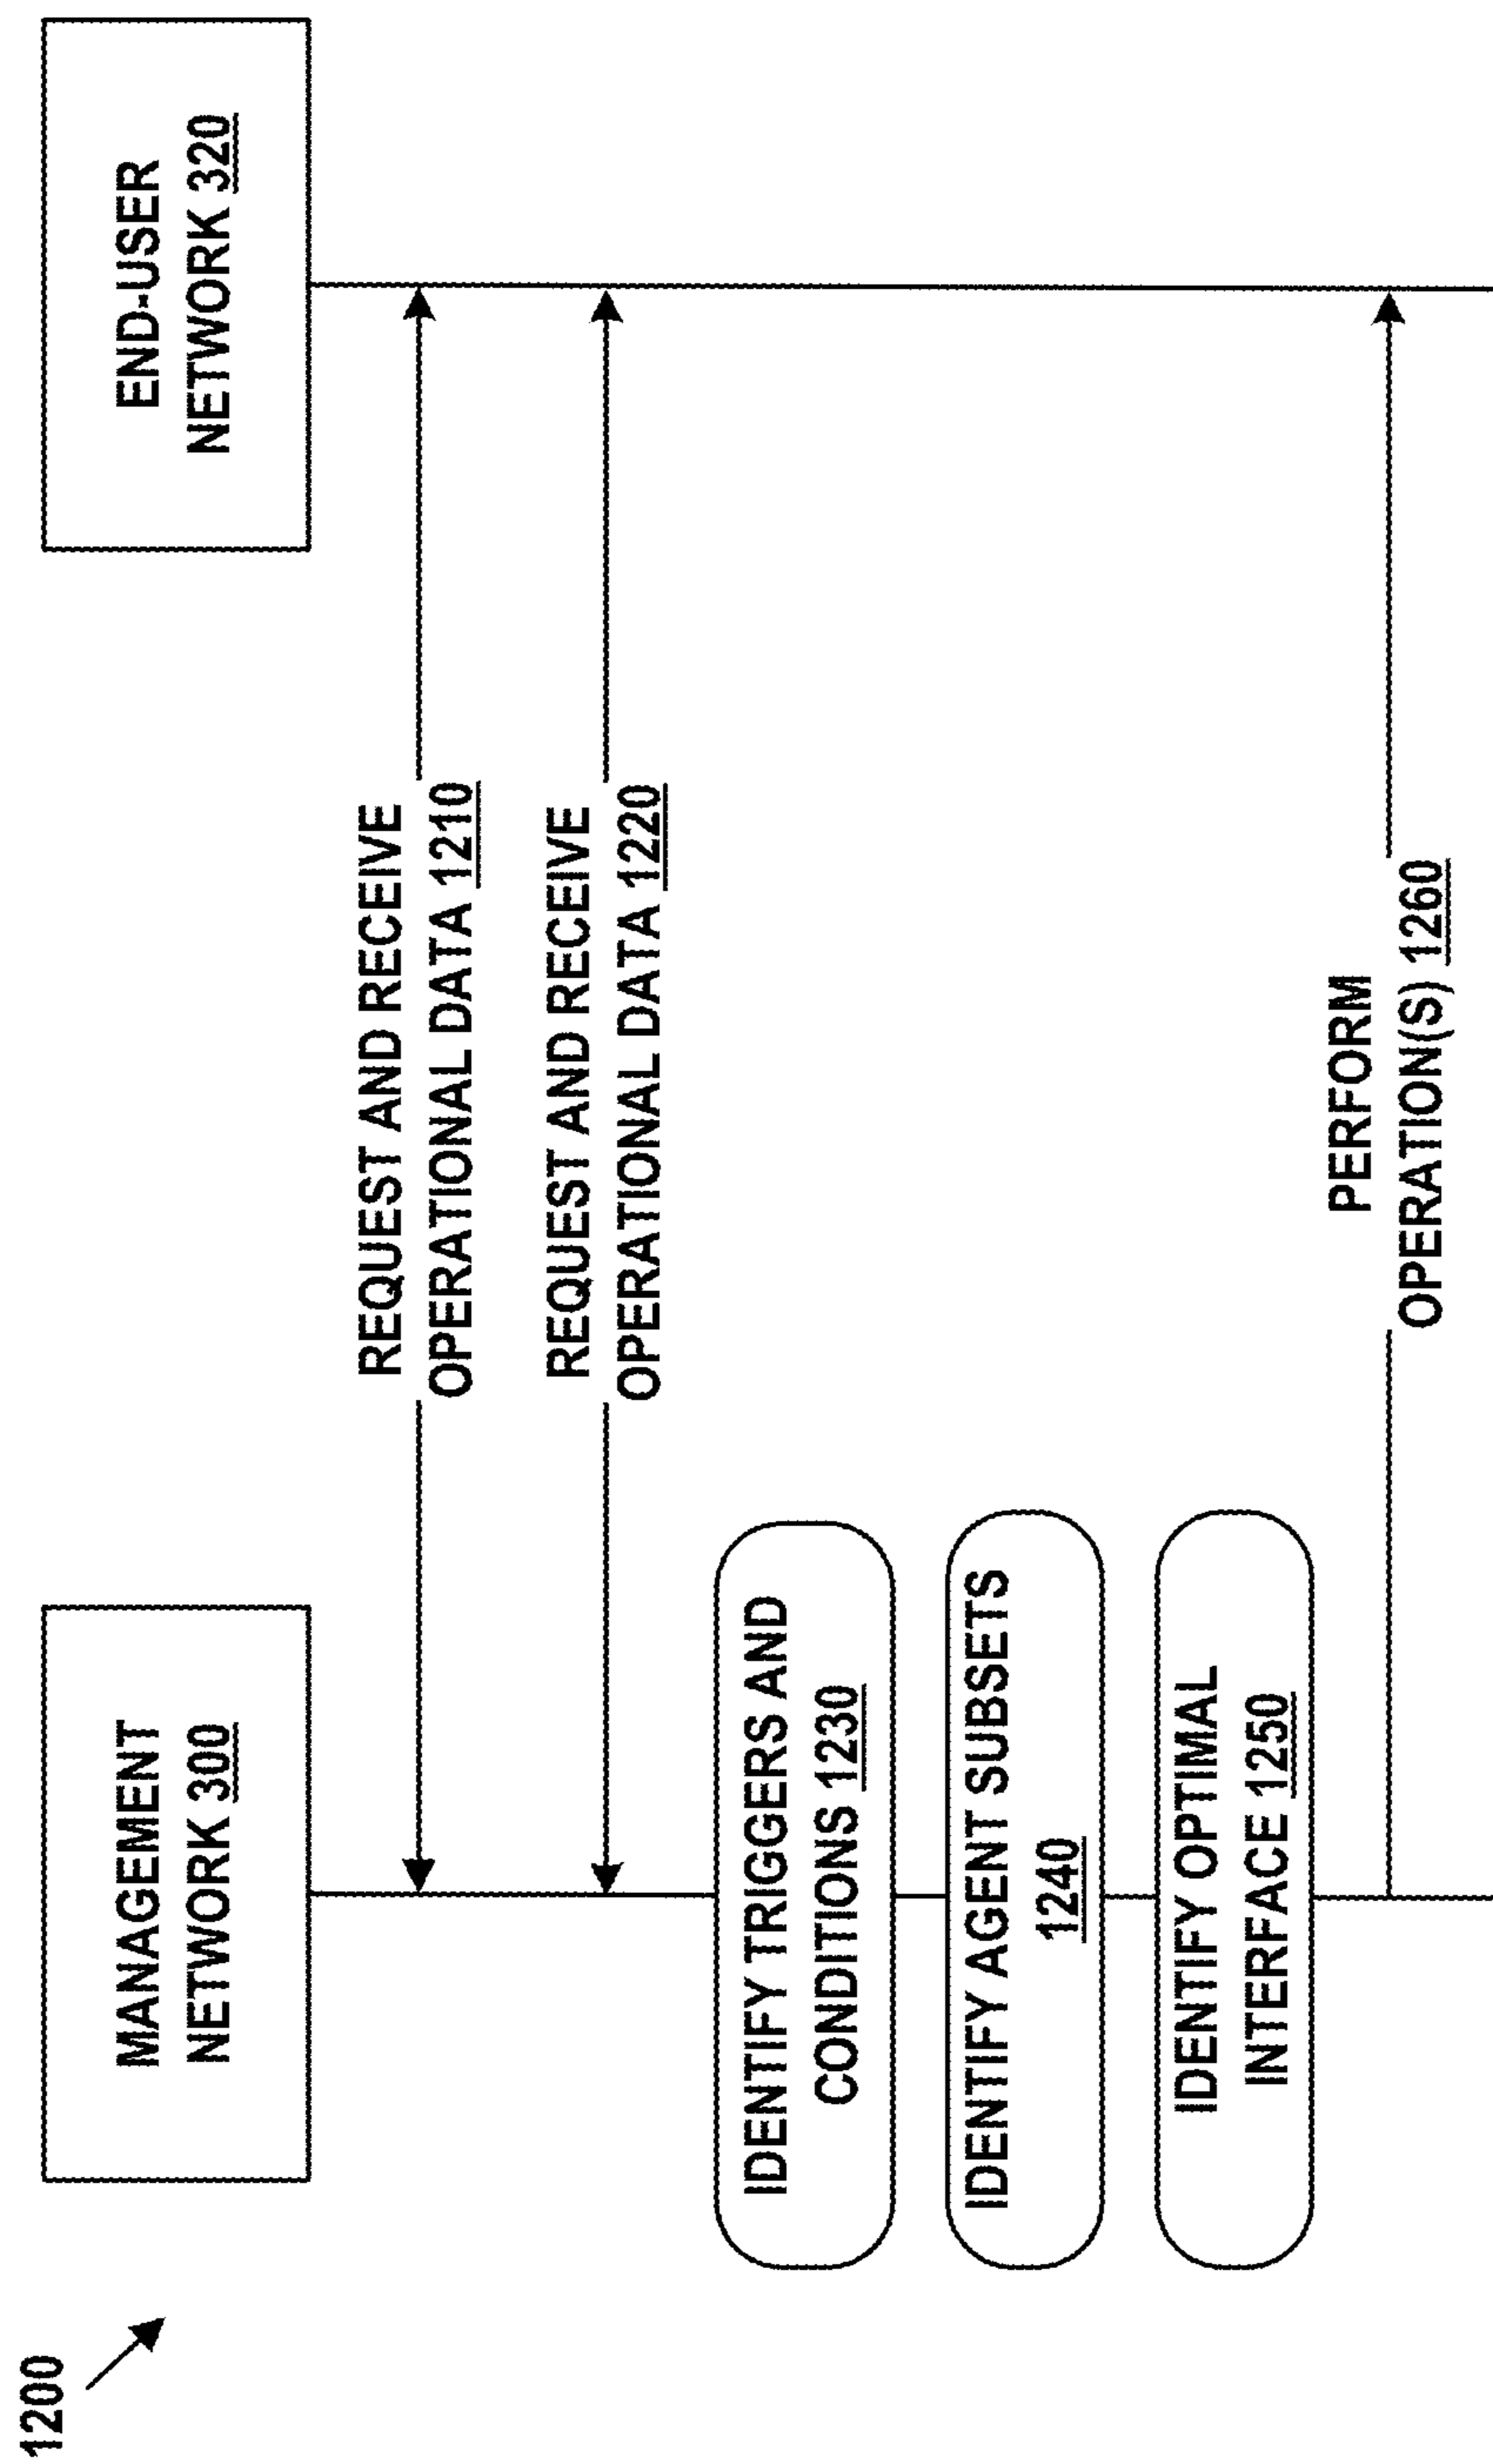 1200
MANAGEMENT
NETWORK 300
END-USER
NETWORK 320
REQUEST AND RECEIVE
OPERATIONAL DATA 1210
REQUEST AND RECEIVE
OPERATIONAL DATA 1220
IDENTIFY TRIGGERS AND
CONDITIONS 1230
IDENTIFY AGENT SUBSETS
1240
IDENTIFY OPTIMAL
INTERFACE 1250
PERFORM
OPERATION(S) 1260